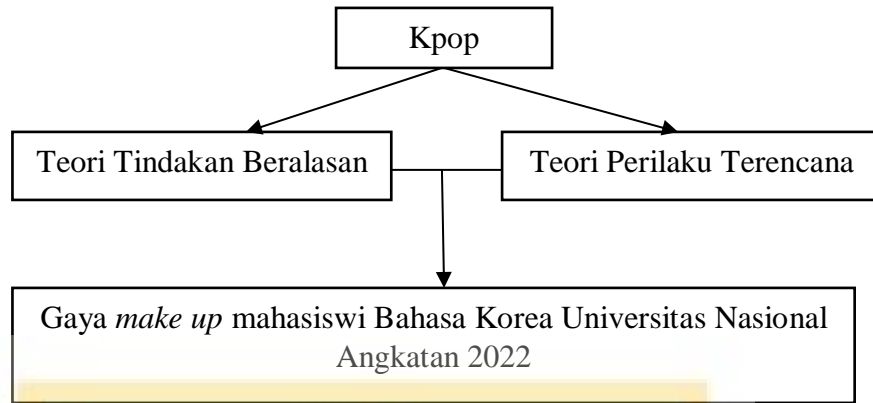 Kpop
Teori Tindakan Beralasan
Teori Perilaku Terencana
Gaya make up mahasiswi Bahasa Korea Universitas Nasional
Angkatan 2022